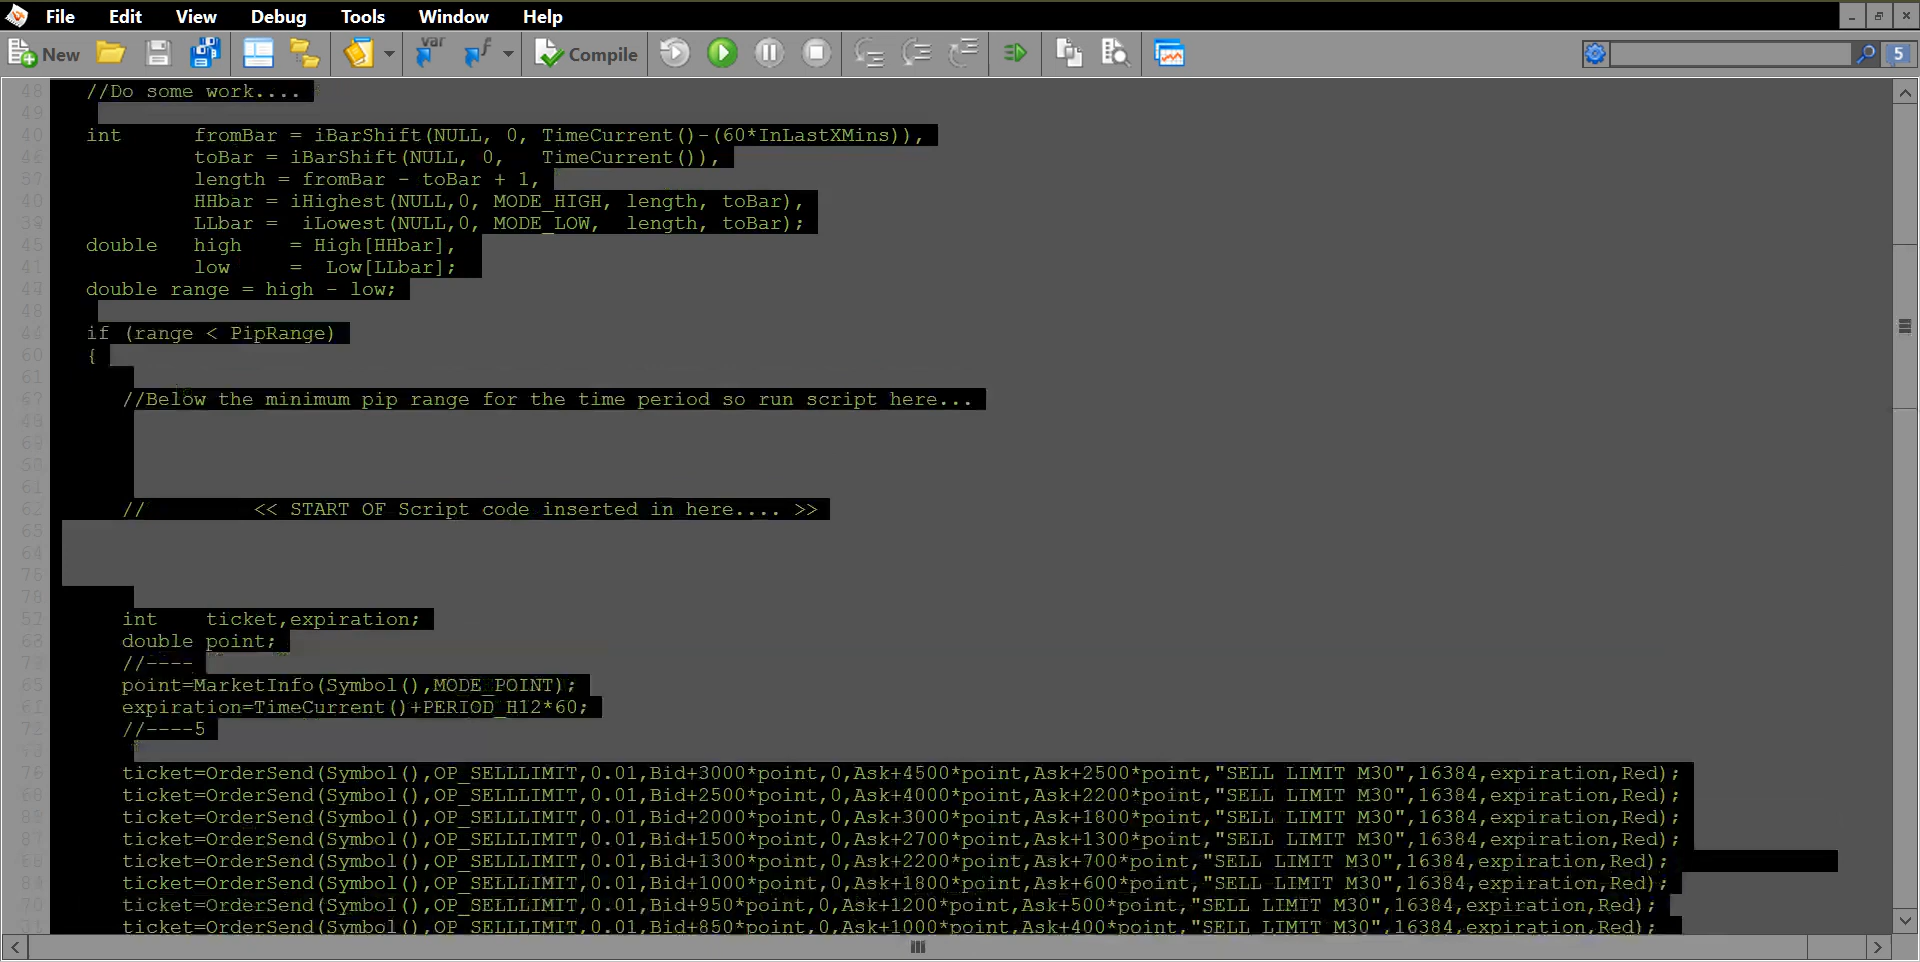 File Edit View Debug Tools Window Help
New var f Compile 5
//Do some work....
int fromBar = iBarShift(NULL, 0, TimeCurrent()-(60*InLastXMins)),
toBar = iBarShift(NULL, 0, TimeCurrent()),
length = fromBar - toBar + 1,
HHbar = iHighest(NULL,0, MODE_HIGH, length, toBar),
LLbar = iLowest(NULL,0, MODE_LOW, length, toBar);
double high = High[HHbar],
low = Low[LLbar];
double range = high - low;
if (range < PipRange)
{
//Below the minimum pip range for the time period so run script here...
// << START OF Script code inserted in here.... >>
int ticket,expiration;
double point;
//----
point=MarketInfo(Symbol(),MODE_POINT);
expiration=TimeCurrent()+PERIOD_H12*60;
//----5
ticket=OrderSend(Symbol(),OP_SELLLIMIT,0.01,Bid+3000*point,0,Ask+4500*point,Ask+2500*point,"SELL LIMIT M30",16384,expiration,Red);
ticket=OrderSend(Symbol(),OP_SELLLIMIT,0.01,Bid+2500*point,0,Ask+4000*point,Ask+2200*point,"SELL LIMIT M30",16384,expiration,Red);
ticket=OrderSend(Symbol(),OP_SELLLIMIT,0.01,Bid+2000*point,0,Ask+3000*point,Ask+1800*point,"SELL LIMIT M30",16384,expiration,Red);
ticket=OrderSend(Symbol(),OP_SELLLIMIT,0.01,Bid+1500*point,0,Ask+2700*point,Ask+1300*point,"SELL LIMIT M30",16384,expiration,Red);
ticket=OrderSend(Symbol(),OP_SELLLIMIT,0.01,Bid+1300*point,0,Ask+2200*point,Ask+700*point,"SELL LIMIT M30",16384,expiration,Red);
ticket=OrderSend(Symbol(),OP_SELLLIMIT,0.01,Bid+1000*point,0,Ask+1800*point,Ask+600*point,"SELL LIMIT M30",16384,expiration,Red);
ticket=OrderSend(Symbol(),OP_SELLLIMIT,0.01,Bid+950*point,0,Ask+1200*point,Ask+500*point,"SELL LIMIT M30",16384,expiration,Red);
ticket=OrderSend(Symbol(),OP_SELLLIMIT,0.01,Bid+850*point,0,Ask+1000*point,Ask+400*point,"SELL LIMIT M30",16384,expiration,Red);